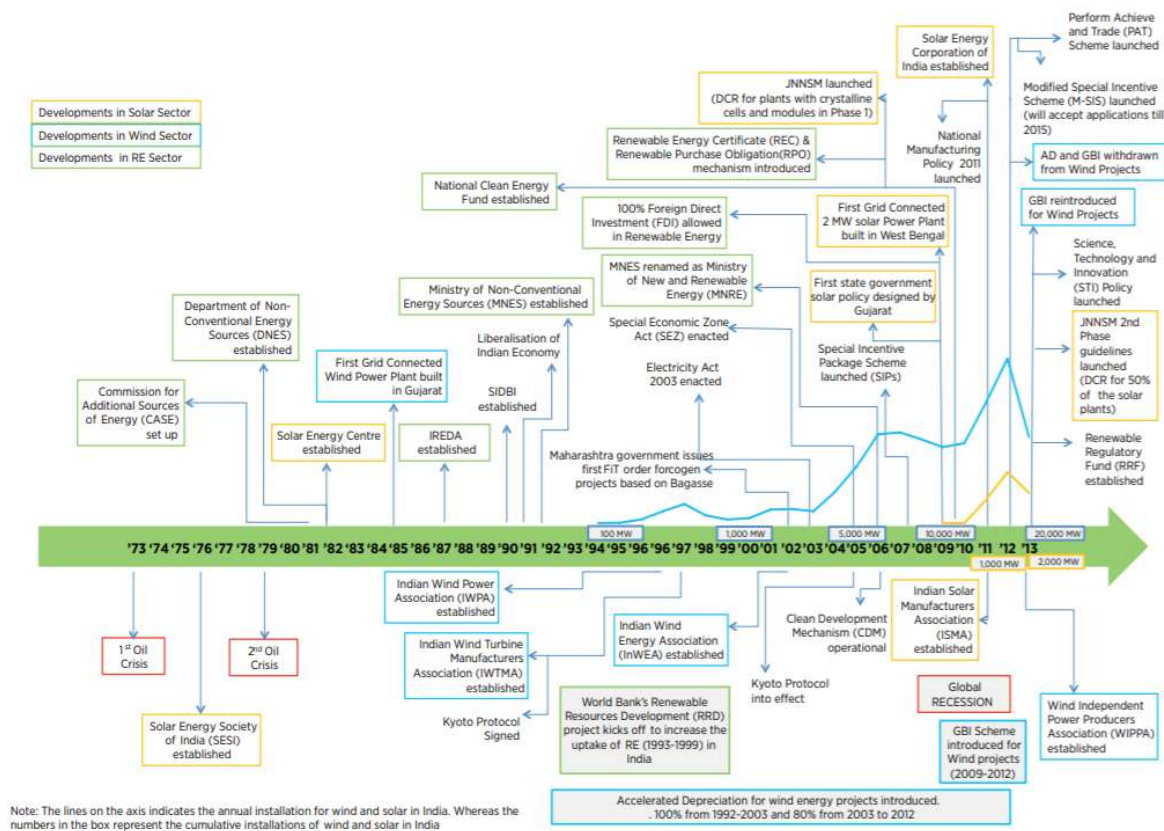 Developments in Solar Sector
Developments in Wind Sector
Developments in RE Sector
Perform Achieve
and Trade (PAT)
Scheme launched
Solar Energy
Corporation of
India established
JNNSM launched
(DCR for plants with crystalline
cells and modules in Phase 1)
Modified Special Incentive
Scheme (M-SIS) launched
(will accept applications till
2015)
National
Manufacturing
Policy 2011
launched
Renewable Energy Certificate (REC) &
Renewable Purchase Obligation(RPO)
mechanism introduced
AD and GBI withdrawn
from Wind Projects
National Clean Energy
Fund established
GBI reintroduced
for Wind Projects
100% Foreign Direct
Investment (FDI) allowed
in Renewable Energy
First Grid Connected
2 MW solar Power Plant
built in West Bengal
Science,
Technology and
Innovation
(STI) Policy
launched
MNES renamed as Ministry
of New and Renewable
Energy (MNRE)
First state government
solar policy designed by
Gujarat
Ministry of Non-Conventional
Energy Sources (MNES) established
Department of Non-
Conventional Energy
Sources (DNES)
established
Special Economic Zone
Act (SEZ) enacted
Liberalisation
of Indian Economy
JNNSM 2nd
Phase
guidelines
launched
(DCR for 50%
of the solar
plants)
Special Incentive
Package Scheme
launched (SIPs)
First Grid Connected
Wind Power Plant built
in Gujarat
Electricity Act
2003 enacted
Commission for
Additional Sources
of Energy (CASE)
set up
SIDBI
established
Solar Energy Centre
established
IREDA
established
Renewable
Regulatory
Fund (RRF)
established
Maharashtra government issues
first FiT order forcogen
projects based on Bagasse
100 MW
1,000 MW
5,000 MW
10,000 MW
20,000 MW
'73 '74 '75 '76 '77 '78 '79 '80 '81 '82 '83 '84 '85 '86 '87 '88 '89 '90 '91 '92 '93 '94 '95 '96 '96 '97 '98 '99 '00 '01 '02 '03 '04 '05 '06 '07 '08 '09 '10 '11 '12 '13
1,000 MW
2,000 MW
Indian Wind Power
Association (IWPA)
established
1st Oil
Crisis
2nd Oil
Crisis
Indian Wind Turbine
Manufacturers
Association (IWTMA)
established
Indian Wind
Energy Association
(InWEA) established
Clean Development
Mechanism (CDM)
operational
Indian Solar
Manufacturers
Association
(ISMA)
established
Kyoto Protocol
into effect
Global
RECESSION
Solar Energy Society
of India (SESI)
established
Kyoto Protocol
Signed
World Bank's Renewable
Resources Development (RRD)
project kicks off to increase the
uptake of RE (1993-1999) in
India
GBI Scheme
introduced for
Wind projects
(2009-2012)
Wind Independent
Power Producers
Association (WIPPA)
established
Accelerated Depreciation for wind energy projects introduced.
. 100% from 1992-2003 and 80% from 2003 to 2012
Note: The lines on the axis indicates the annual installation for wind and solar in India. Whereas the
numbers in the box represent the cumulative installations of wind and solar in India